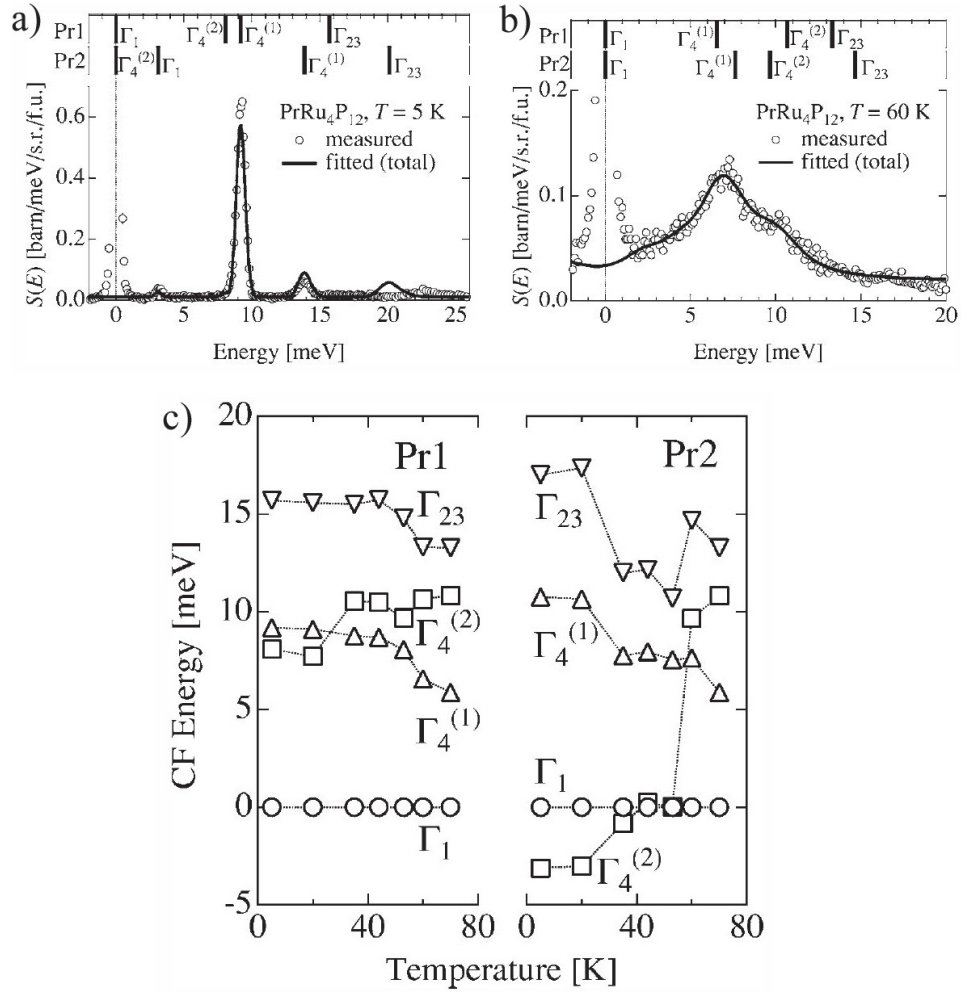 a)
Pr1 Γ₁ Γ₄⁽²⁾ Γ₄⁽¹⁾ Γ₂₃
Pr2 Γ₄⁽²⁾ Γ₁ Γ₄⁽¹⁾ Γ₂₃
PrRu₄P₁₂, T = 5 K
measured
fitted (total)
S(E) [barn/meV/s.r./f.u.]
0.6
0.4
0.2
0.0
0 5 10 15 20 25
Energy [meV]
b)
Pr1 Γ₁ Γ₄⁽¹⁾ Γ₄⁽²⁾ Γ₂₃
Pr2 Γ₁ Γ₄⁽¹⁾ Γ₄⁽²⁾ Γ₂₃
PrRu₄P₁₂, T = 60 K
measured
fitted (total)
S(E) [barn/meV/s.r./f.u.]
0.2
0.1
0
0 5 10 15 20
Energy [meV]
c)
CF Energy [meV]
20
15
10
5
0
-5
Pr1
Γ₂₃
Γ₄⁽²⁾
Γ₄⁽¹⁾
Γ₁
0 40 80
Pr2
Γ₂₃
Γ₄⁽¹⁾
Γ₁
Γ₄⁽²⁾
0 40 80
Temperature [K]